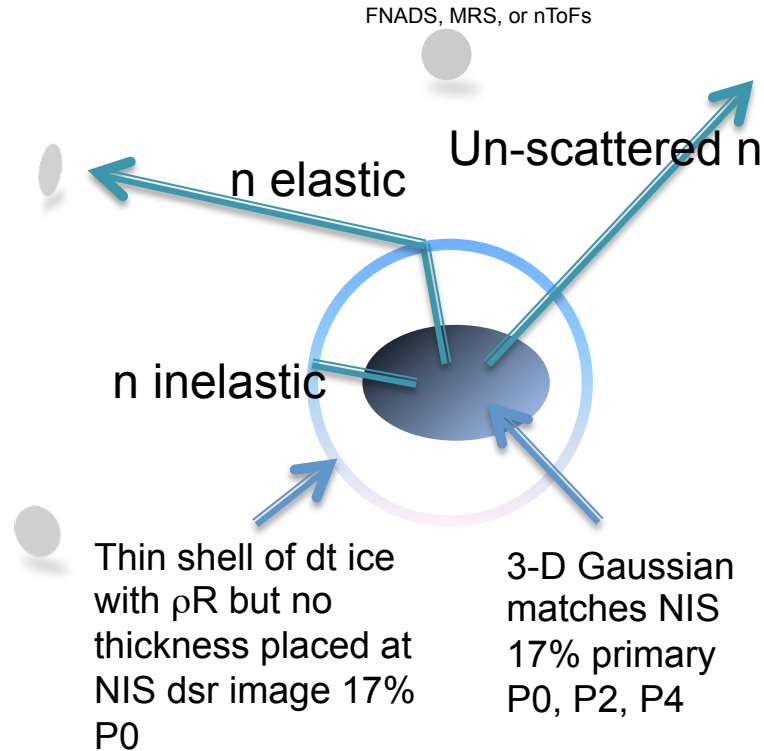 FNADS, MRS, or nToFs
Un-scattered n
n elastic
n inelastic
Thin shell of dt ice
with ρR but no
thickness placed at
NIS dsr image 17%
P0
3-D Gaussian
matches NIS
17% primary
P0, P2, P4